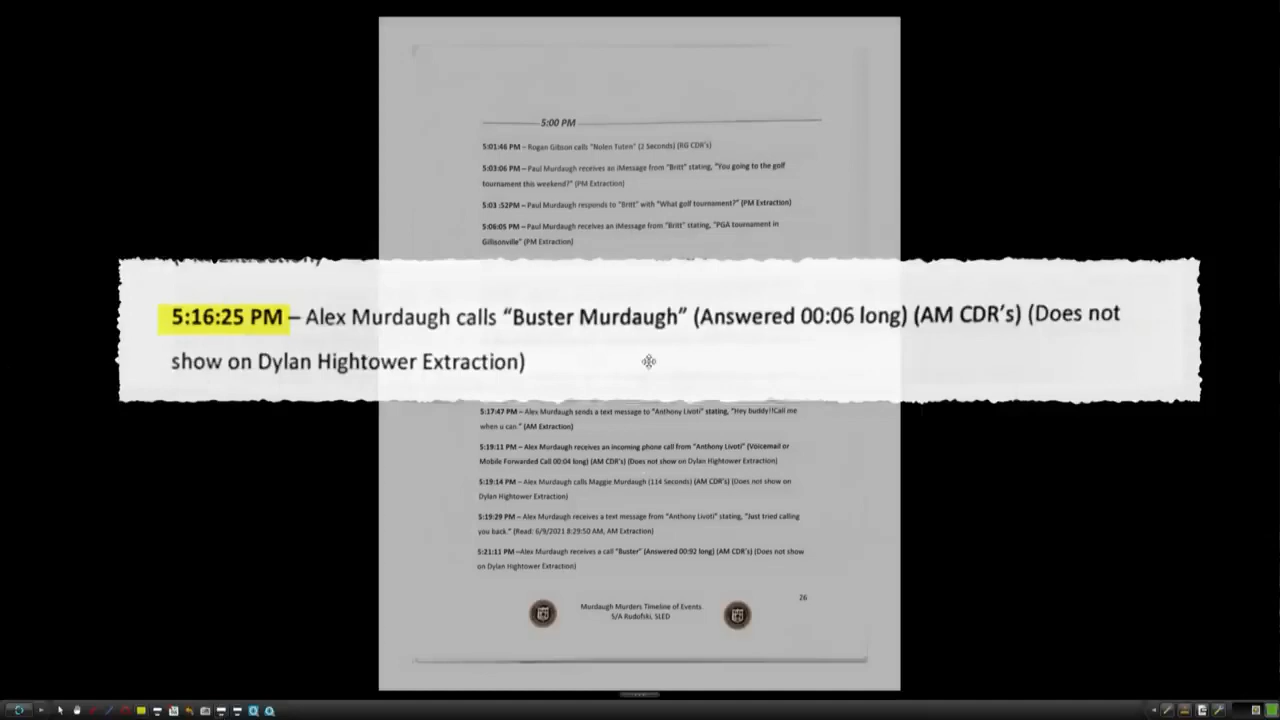 5:00 PM
5:01:46 PM – Rogan Gibson calls "Nolen Tuten" (2 Seconds) (RG CDR's)
5:03:06 PM – Paul Murdaugh receives an iMessage from "Britt" stating, "You going to the golf
tournament this weekend?" (PM Extraction)
5:03 :52PM – Paul Murdaugh responds to "Britt" with "What golf tournament?" (PM Extraction)
5:06:05 PM – Paul Murdaugh receives an iMessage from "Britt" stating, "PGA tournament in
Gillisonville" (PM Extraction)
5:16:25 PM – Alex Murdaugh calls "Buster Murdaugh" (Answered 00:06 long) (AM CDR's) (Does not
show on Dylan Hightower Extraction)
5:17:47 PM – Alex Murdaugh sends a text message to "Anthony Livoti" stating, "Hey buddy!!Call me
when u can." (AM Extraction)
5:19:11 PM – Alex Murdaugh receives an incoming phone call from "Anthony Livoti" (Voicemail or
Mobile Forwarded Call 00:04 long) (AM CDR's) (Does not show on Dylan Hightower Extraction)
5:19:14 PM – Alex Murdaugh calls Maggie Murdaugh (114 Seconds) (AM CDR's) (Does not show on
Dylan Hightower Extraction)
5:19:29 PM – Alex Murdaugh receives a text message from "Anthony Livoti" stating, "Just tried calling
you back." (Read: 6/9/2021 8:29:50 AM, AM Extraction)
5:21:11 PM –Alex Murdaugh receives a call "Buster" (Answered 00:92 long) (AM CDR's) (Does not show
on Dylan Hightower Extraction)
26
Murdaugh Murders Timeline of Events
S/A Rudofski, SLED